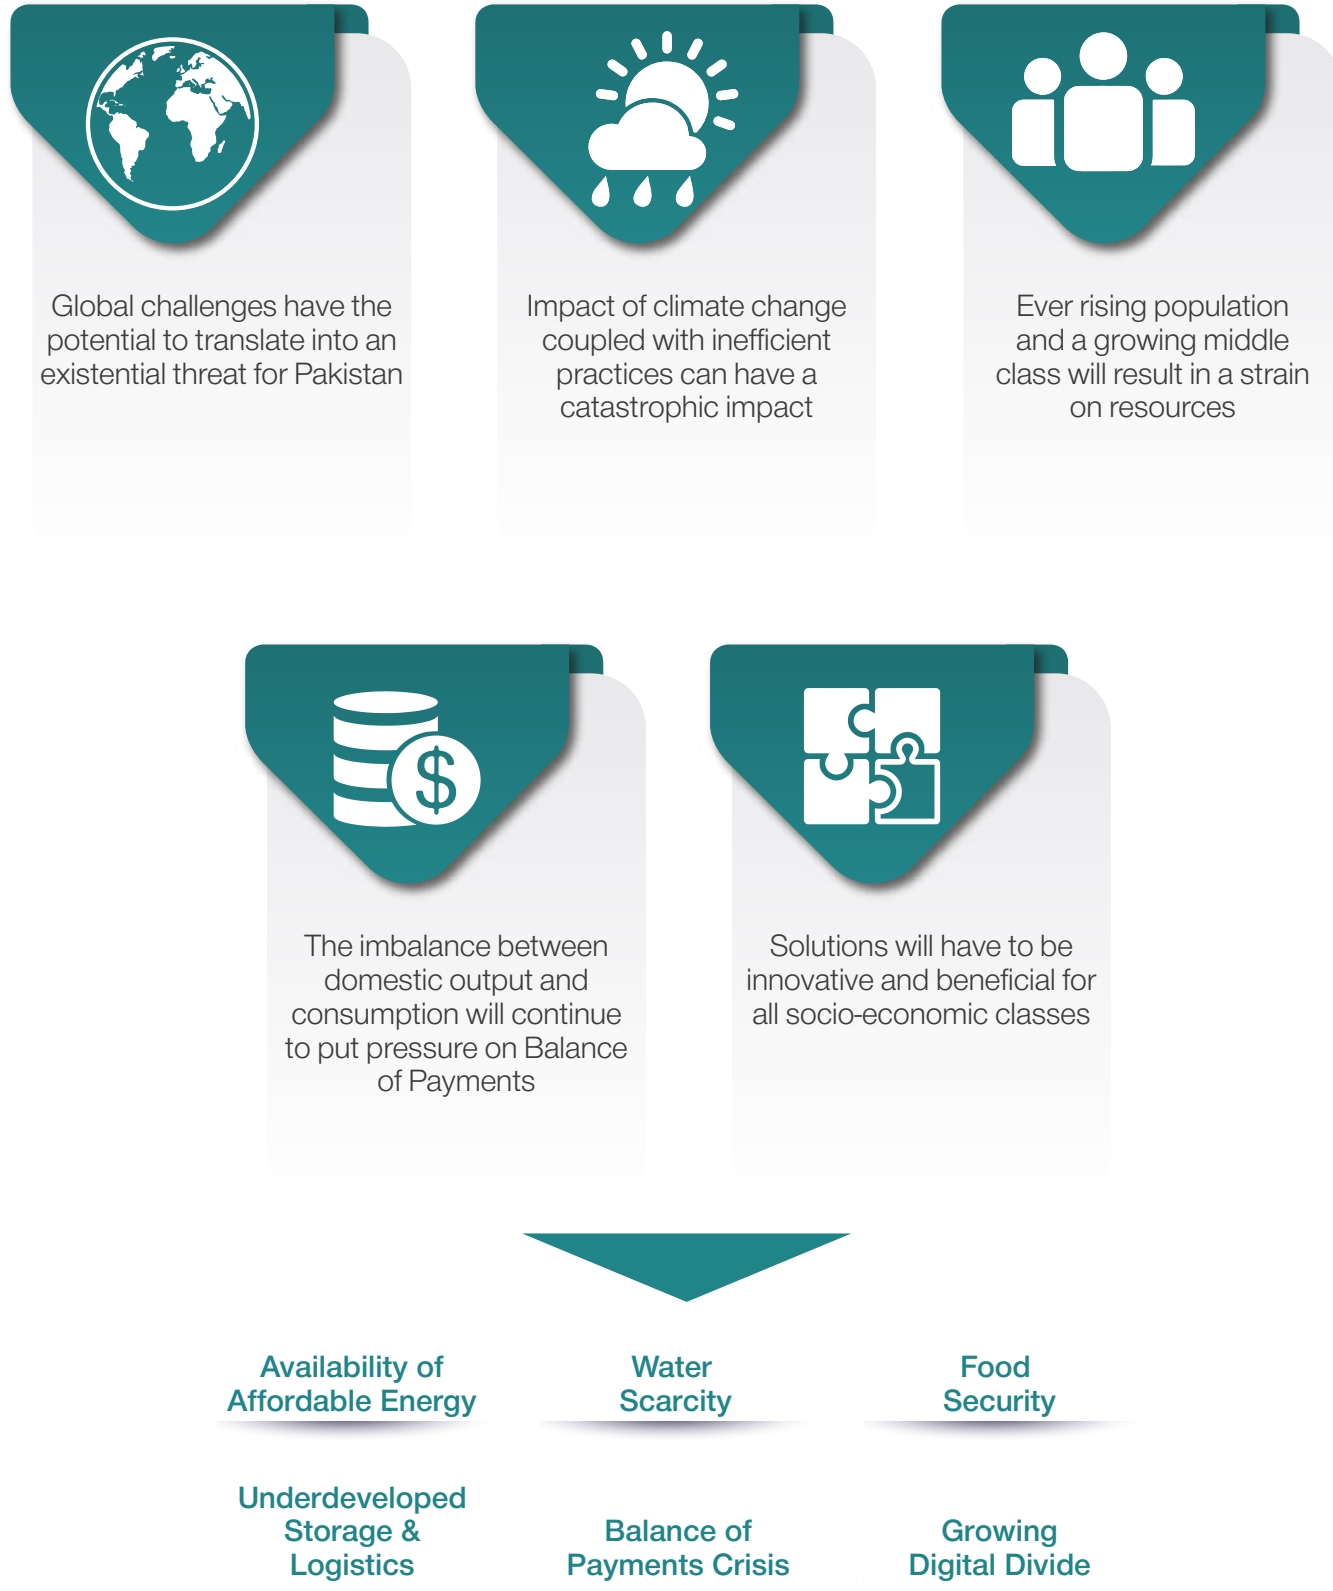 Global challenges have the
potential to translate into an
existential threat for Pakistan
Impact of climate change
coupled with inefficient
practices can have a
catastrophic impact
Ever rising population
and a growing middle
class will result in a strain
on resources
$
The imbalance between
domestic output and
consumption will continue
to put pressure on Balance
of Payments
Solutions will have to be
innovative and beneficial for
all socio-economic classes
Availability of
Affordable Energy
Water
Scarcity
Food
Security
Underdeveloped
Storage &
Logistics
Balance of
Payments Crisis
Growing
Digital Divide